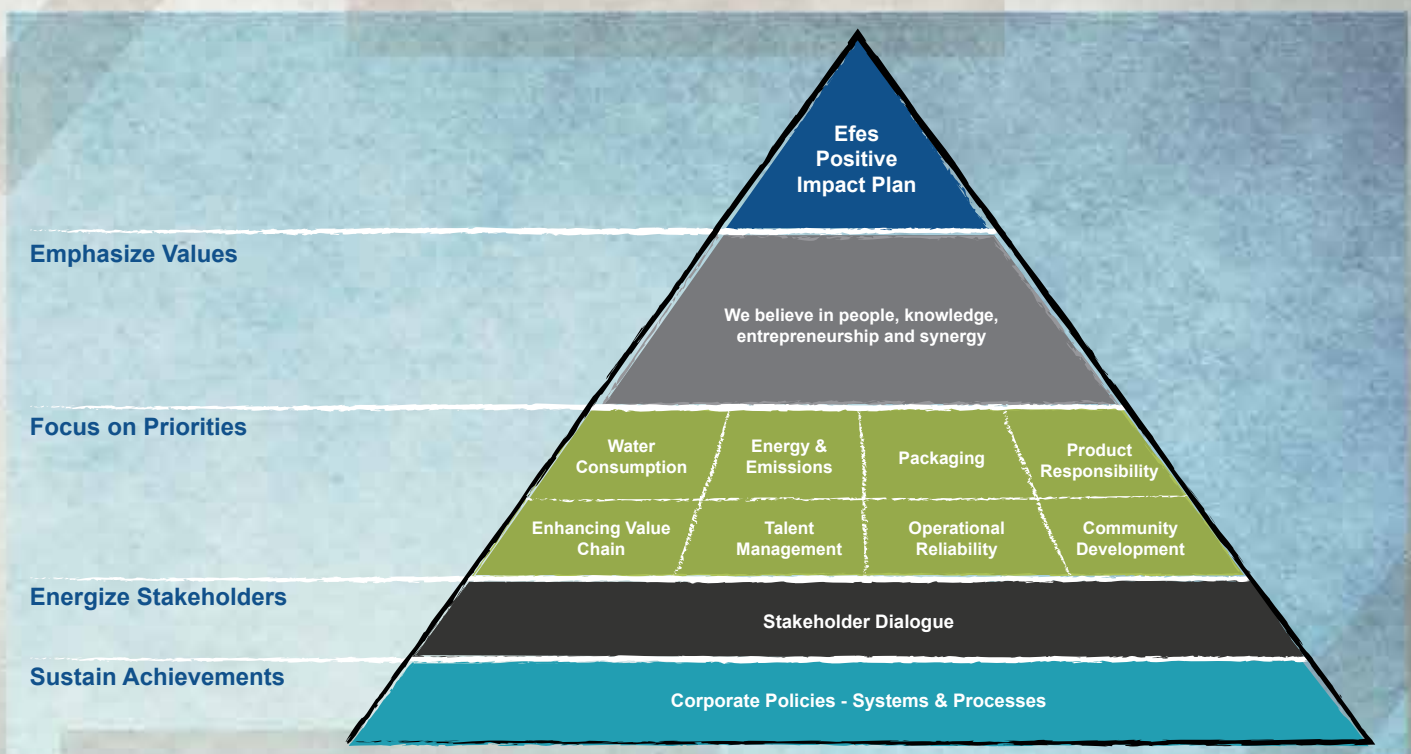 Efes
Positive
Impact Plan
Emphasize Values
We believe in people, knowledge,
entrepreneurship and synergy
Focus on Priorities
Water
Consumption
Energy &
Emissions
Packaging
Product
Responsibility
Enhancing Value
Chain
Talent
Management
Operational
Reliability
Community
Development
Energize Stakeholders
Stakeholder Dialogue
Sustain Achievements
Corporate Policies - Systems & Processes